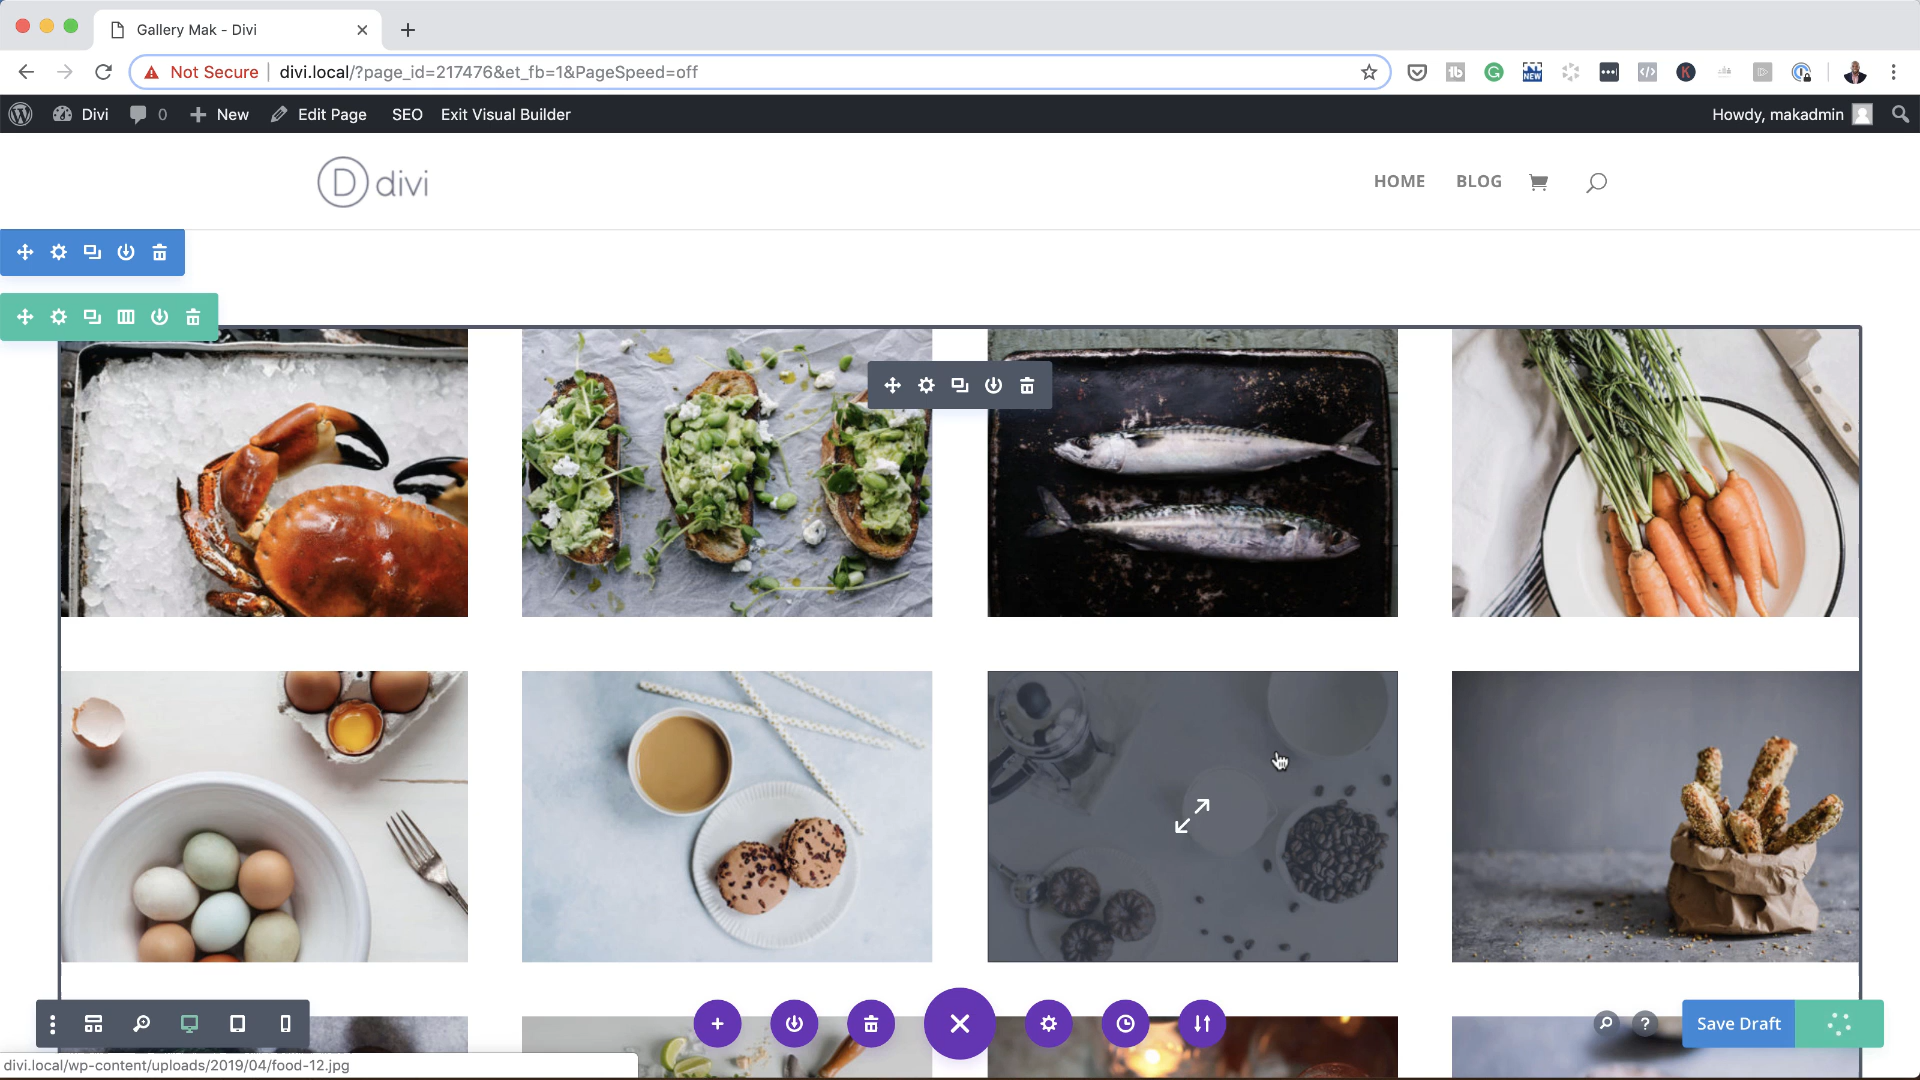 Gallery Mak - Divi
Not Secure | divi.local/?page_id=217476&et_fb=1&PageSpeed=off
Divi 0 New Edit Page SEO Exit Visual Builder Howdy, makadmin
D divi HOME BLOG
Save Draft
divi.local/wp-content/uploads/2019/04/food-12.jpg